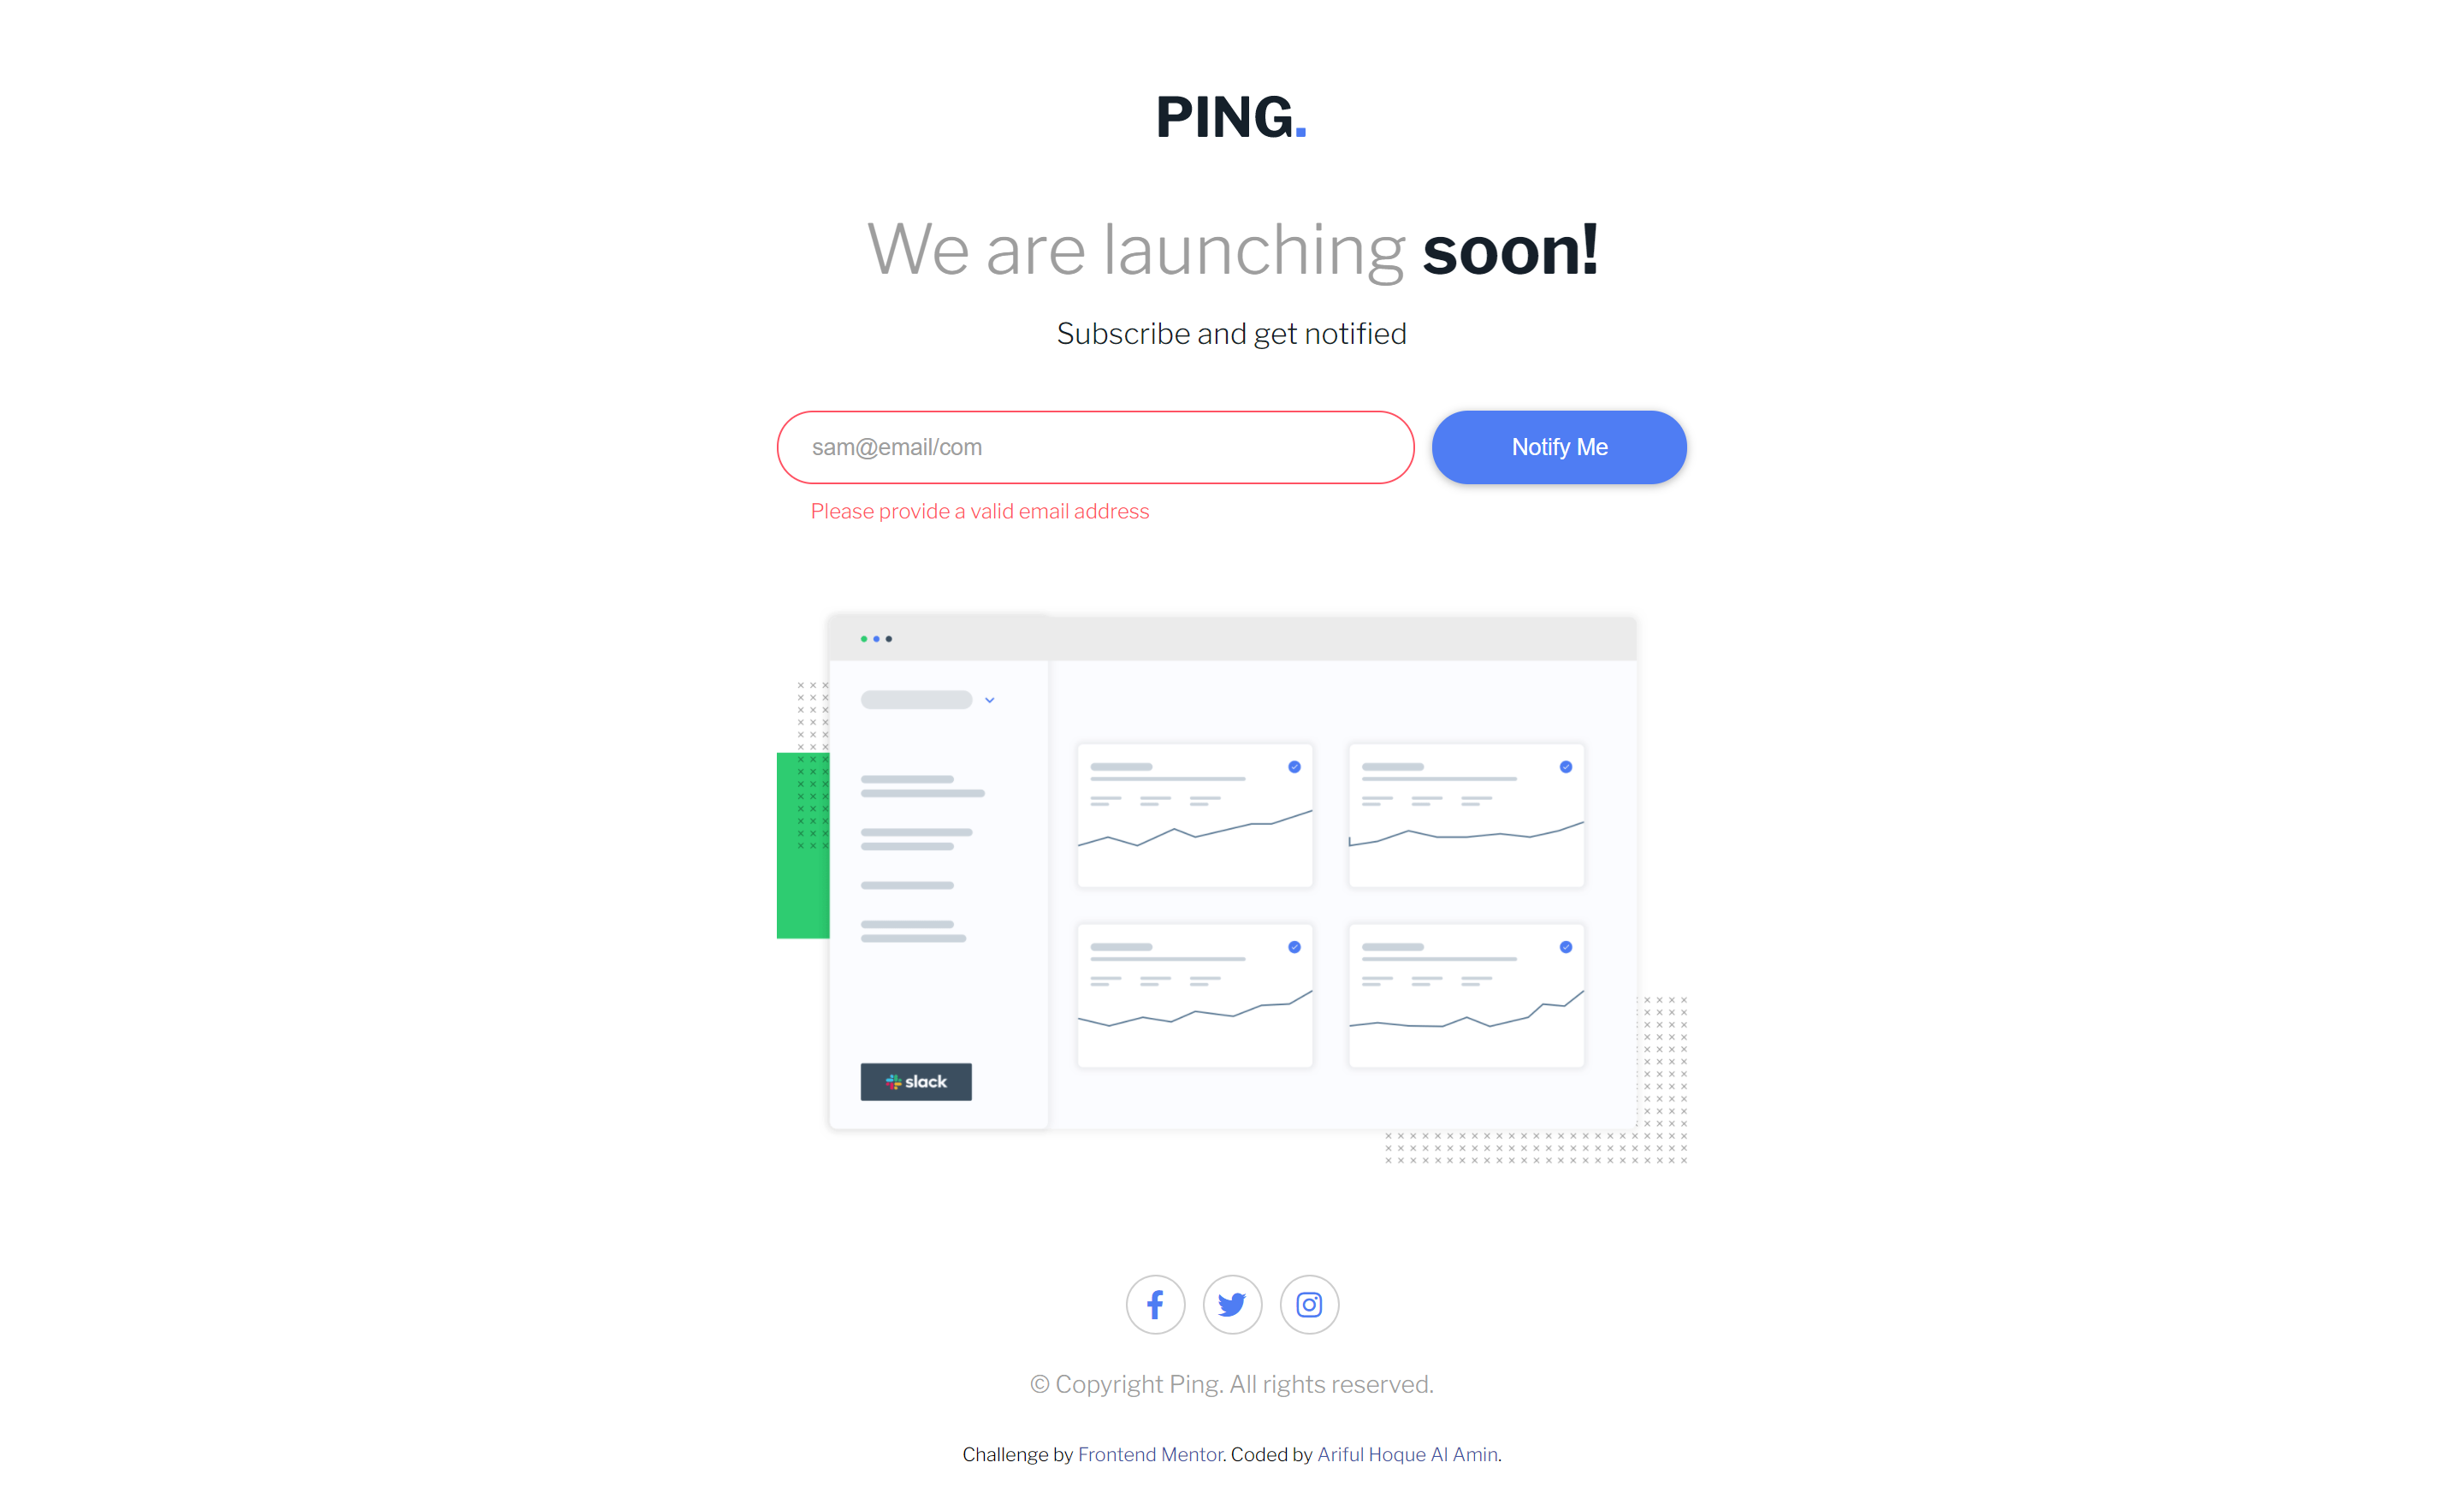 PING.
We are launching soon!
Subscribe and get notified
sam@email/com
Notify Me
Please provide a valid email address
slack
© Copyright Ping. All rights reserved.
Challenge by Frontend Mentor. Coded by Ariful Hoque Al Amin.